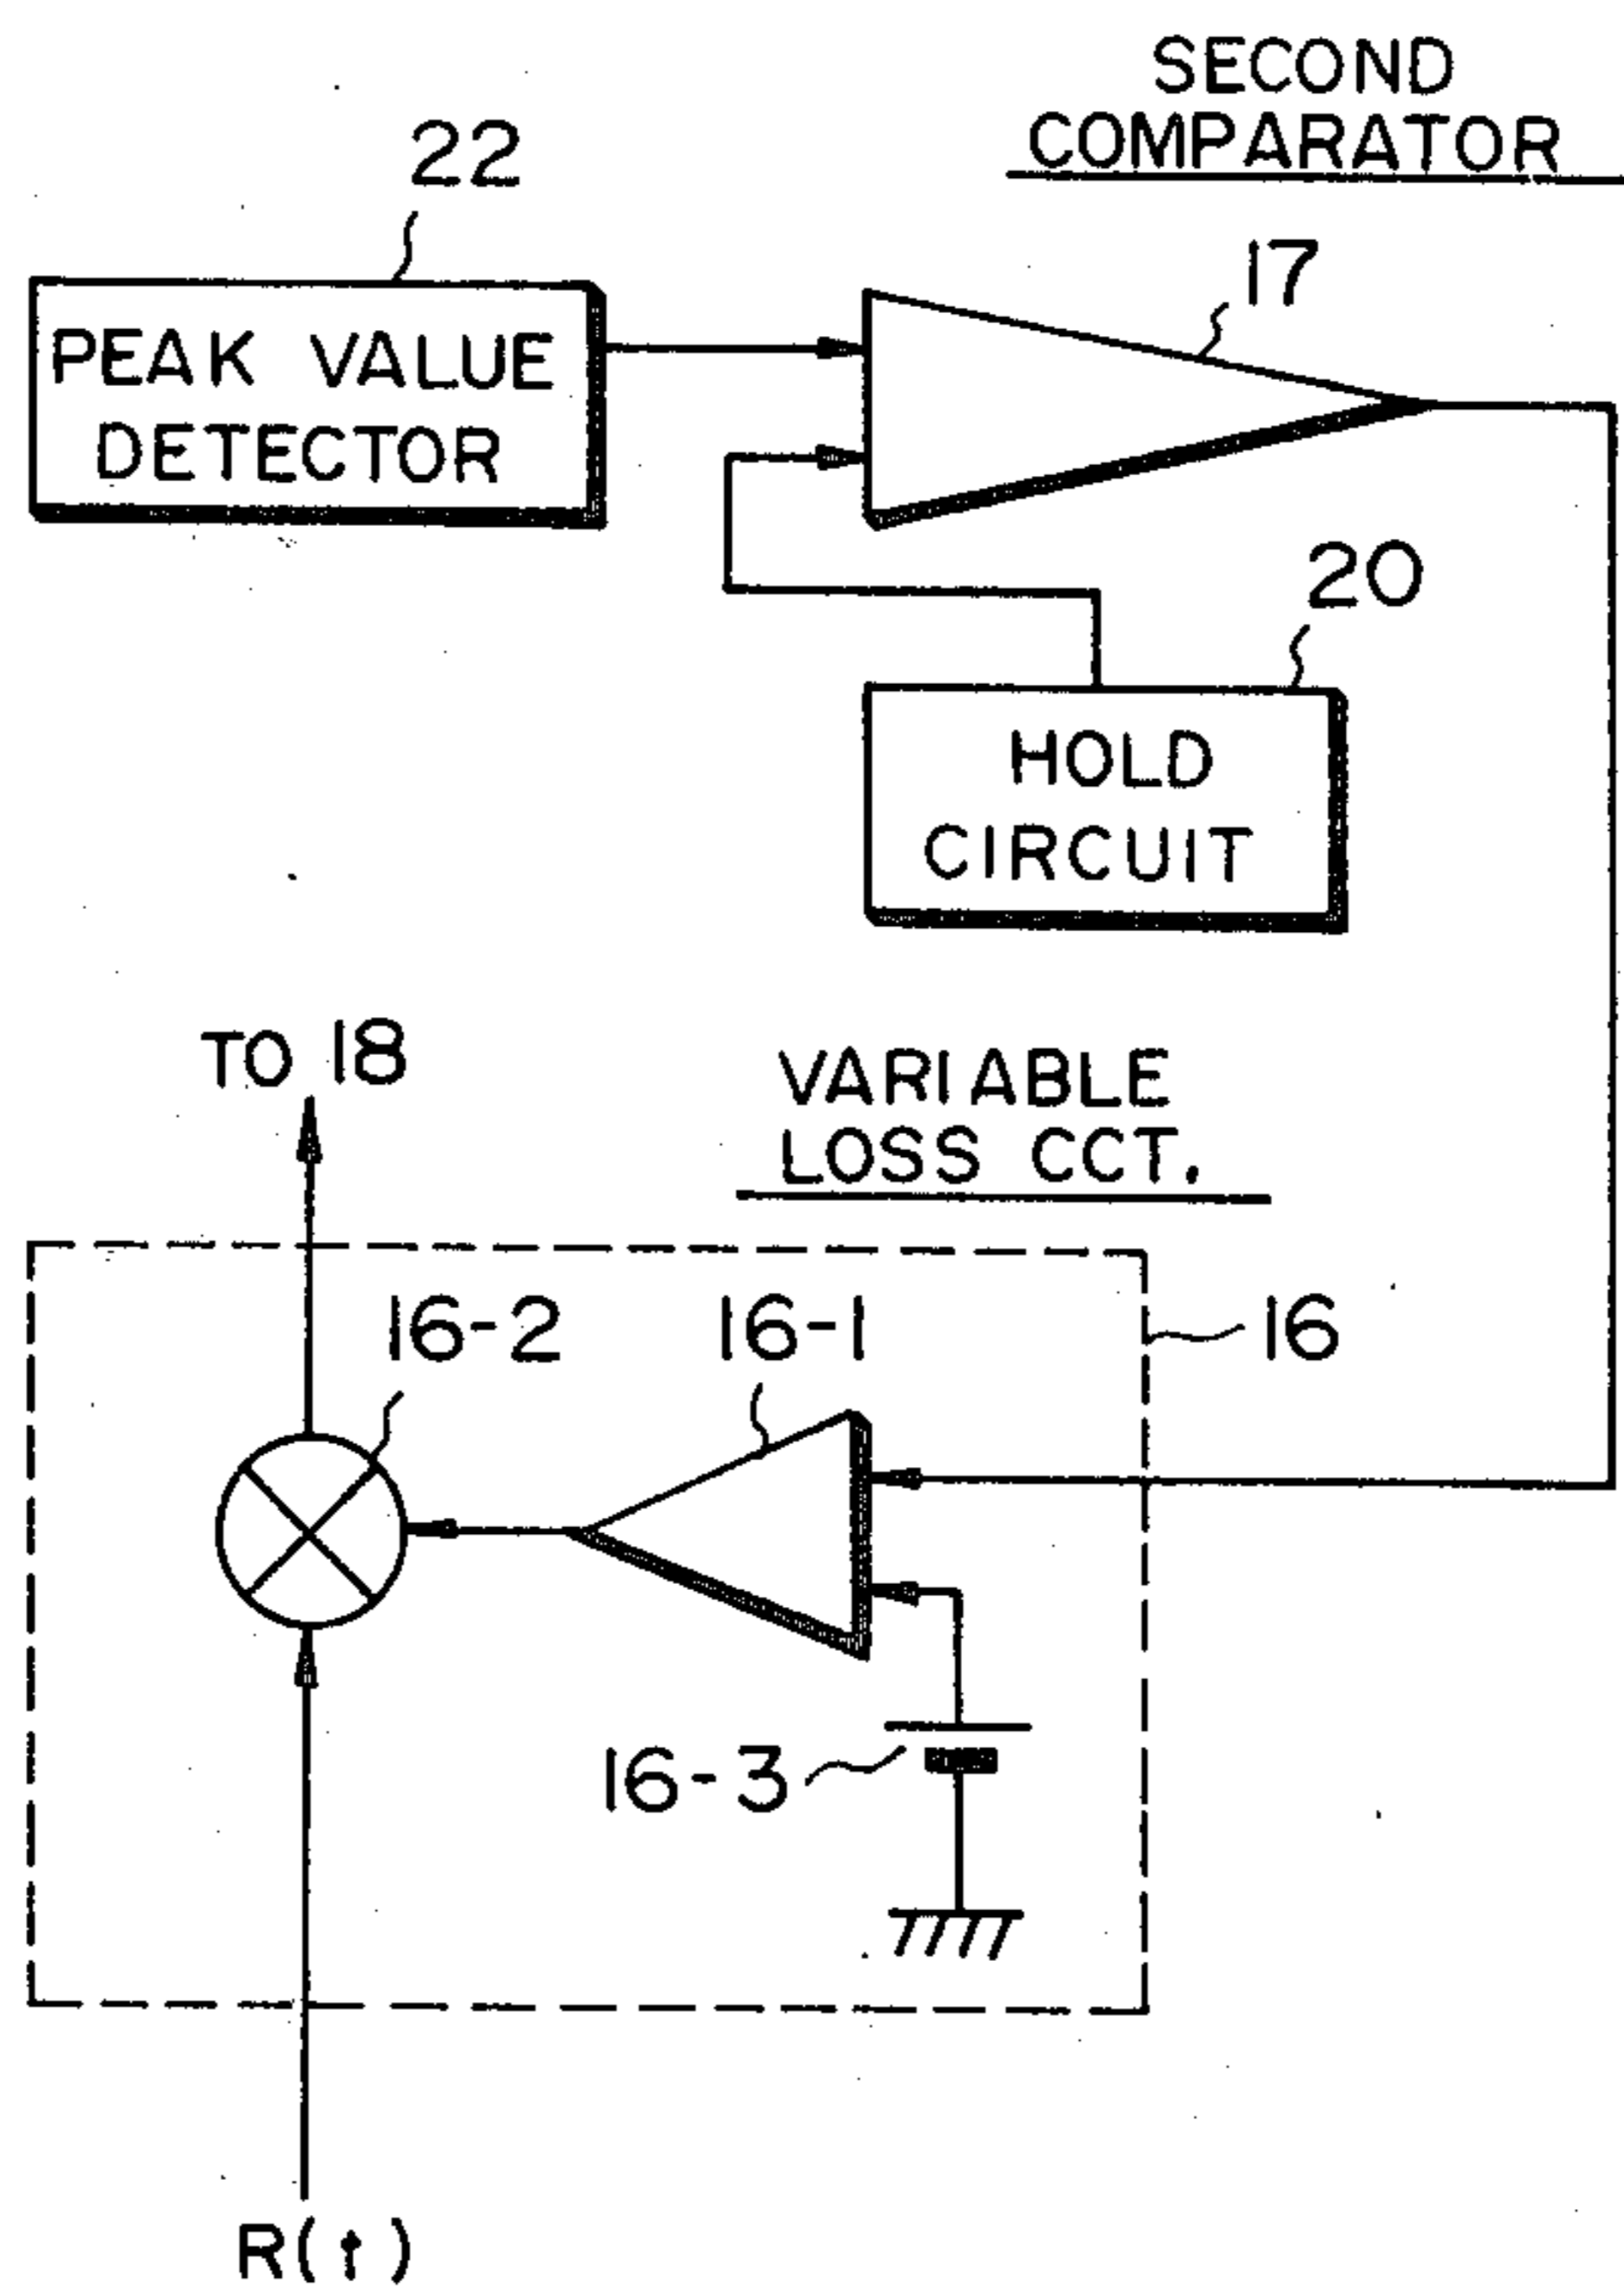 SECOND
COMPARATOR
22
17
PEAK VALUE
DETECTOR
20
HOLD
CIRCUIT
TO 18
VARIABLE
LOSS CCT.
16-2
16-1
16
16-3
R(t)